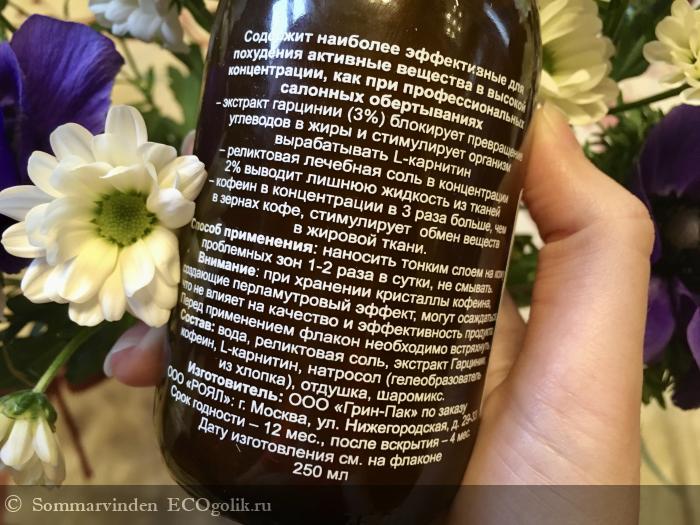 Содержит наиболее эффективные для
похудения активные вещества в высокой
концентрации, как при профессиональных
салонных обертываниях
– экстракт гарцинии (3%) блокирует превращение
углеводов в жиры и стимулирует организм
вырабатывать L-карнитин
– реликтовая лечебная соль в концентрации
2% выводит лишнюю жидкость из тканей
– кофеин в концентрации в 3 раза больше, чем
в зернах кофе, стимулирует обмен веществ
в жировой ткани.
Способ применения: наносить тонким слоем на кожу
проблемных зон 1-2 раза в сутки, не смывать.
Внимание: при хранении кристаллы кофеина,
создающие перламутровый эффект, могут осаждаться
что не влияет на качество и эффективность продукта
Перед применением флакон необходимо встряхнуть
Состав: вода, реликтовая соль, экстракт Гарцинии,
кофеин, L-карнитин, натросол (гелеобразователь
из хлопка), отдушка, шаромикс.
Изготовитель: ООО «Грин-Пак» по заказу
ООО «РОЯЛ»: г. Москва, ул. Нижегородская, д. 29-33
Срок годности – 12 мес., после вскрытия – 4 мес.
Дату изготовления см. на флаконе
250 мл
© Sommarvinden ECOgolik.ru